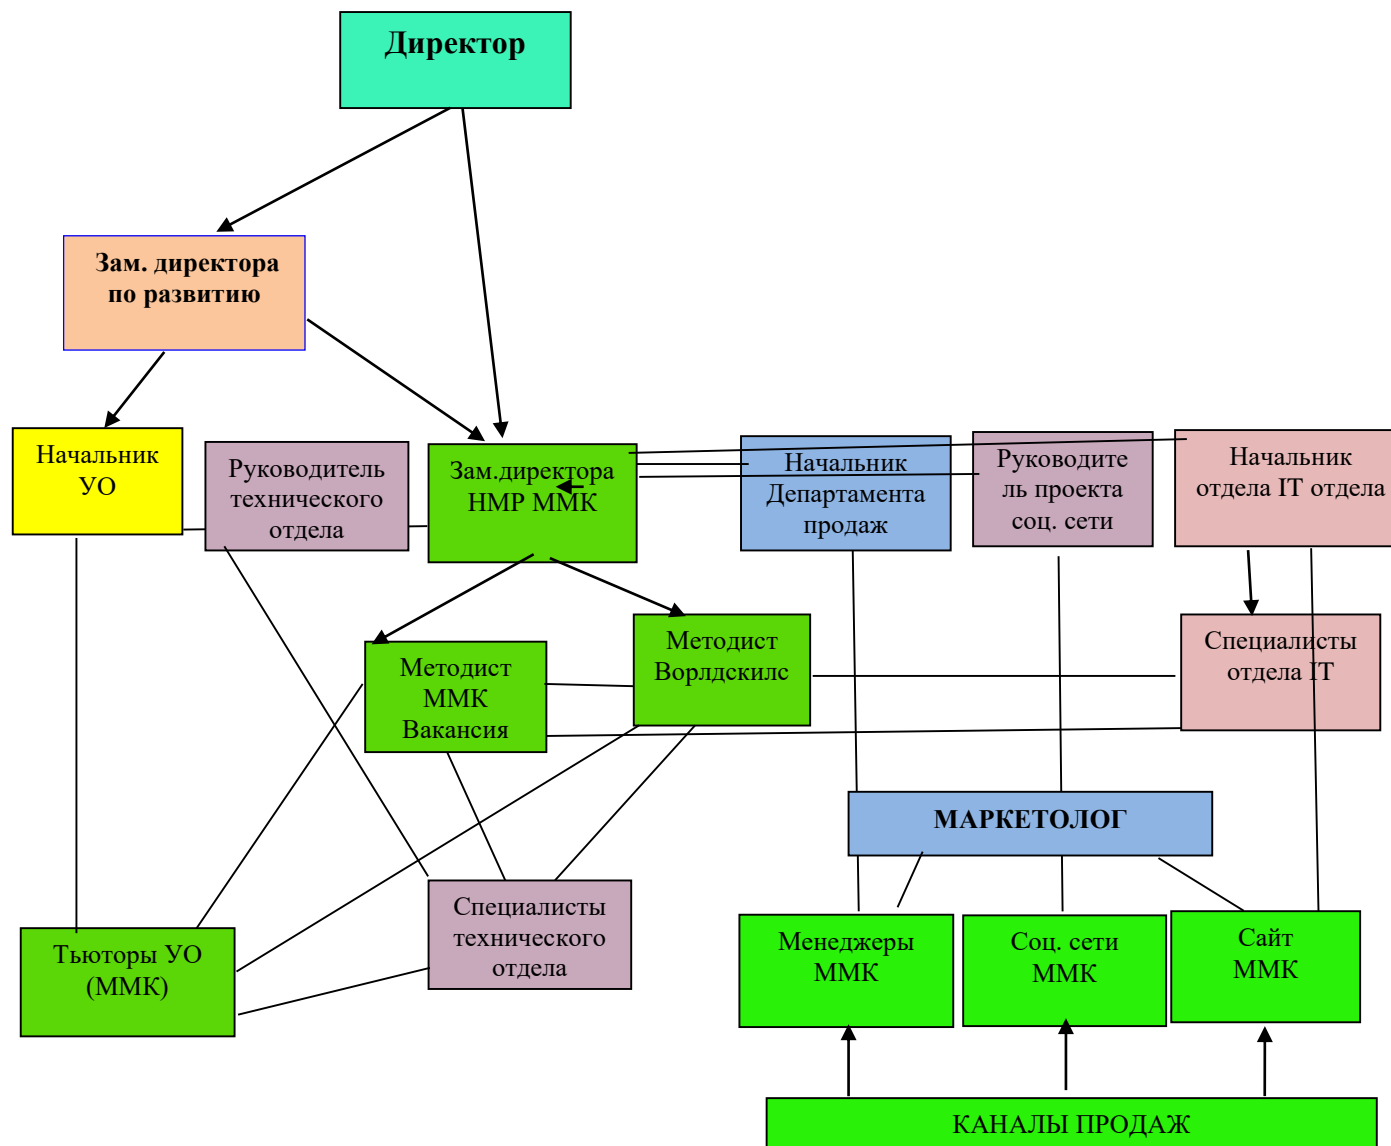 Директор
Зам. директора
по развитию
Начальник
УО
Руководитель
технического
отдела
Зам.директора
НМР ММК
Начальник
Департамента
продаж
Руководите
ль проекта
соц. сети
Начальник
отдела IT отдела
Методист
ММК
Вакансия
Методист
Ворлдскилс
Специалисты
отдела IT
МАРКЕТОЛОГ
Тьюторы УО
(ММК)
Специалисты
технического
отдела
Менеджеры
ММК
Соц. сети
ММК
Сайт
ММК
КАНАЛЫ ПРОДАЖ